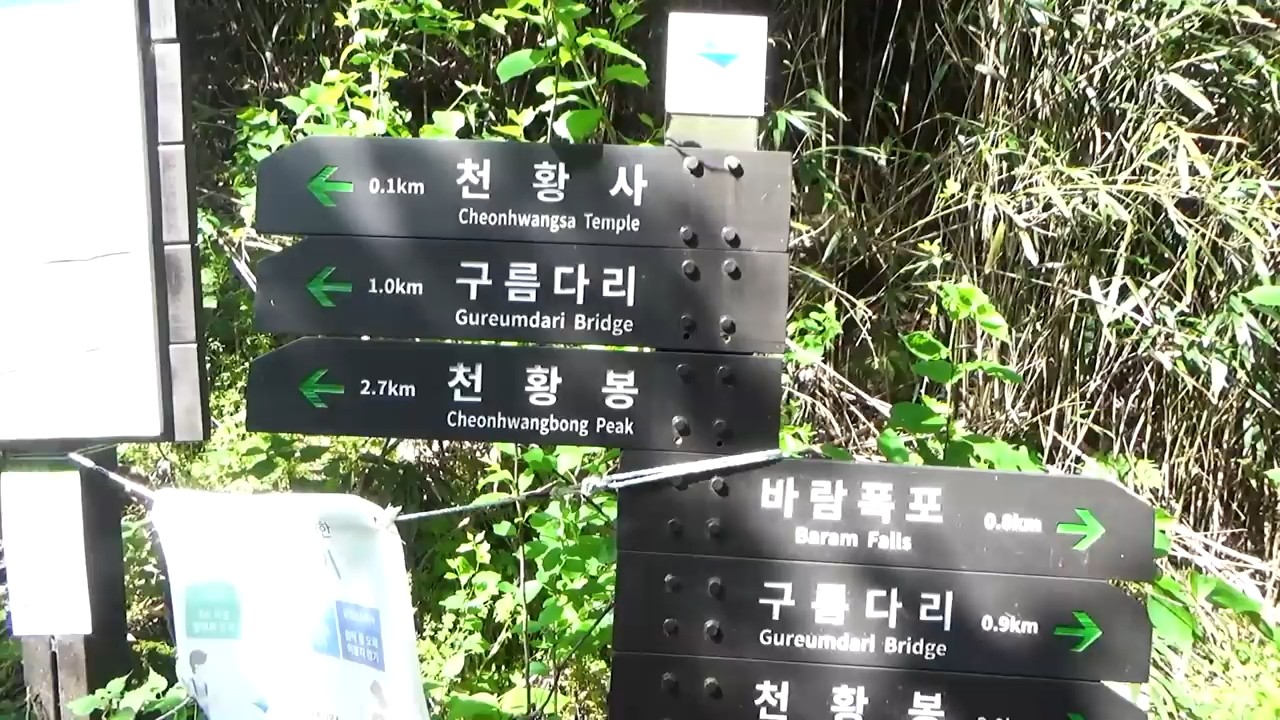 0.1km 천황사
Cheonhwangsa Temple
1.0km 구름다리
Gureumdari Bridge
2.7km 천황봉
Cheonhwangbong Peak
바람폭포
Baram Falls
구름다리 0.9km
Gureumdari Bridge
천황봉
한